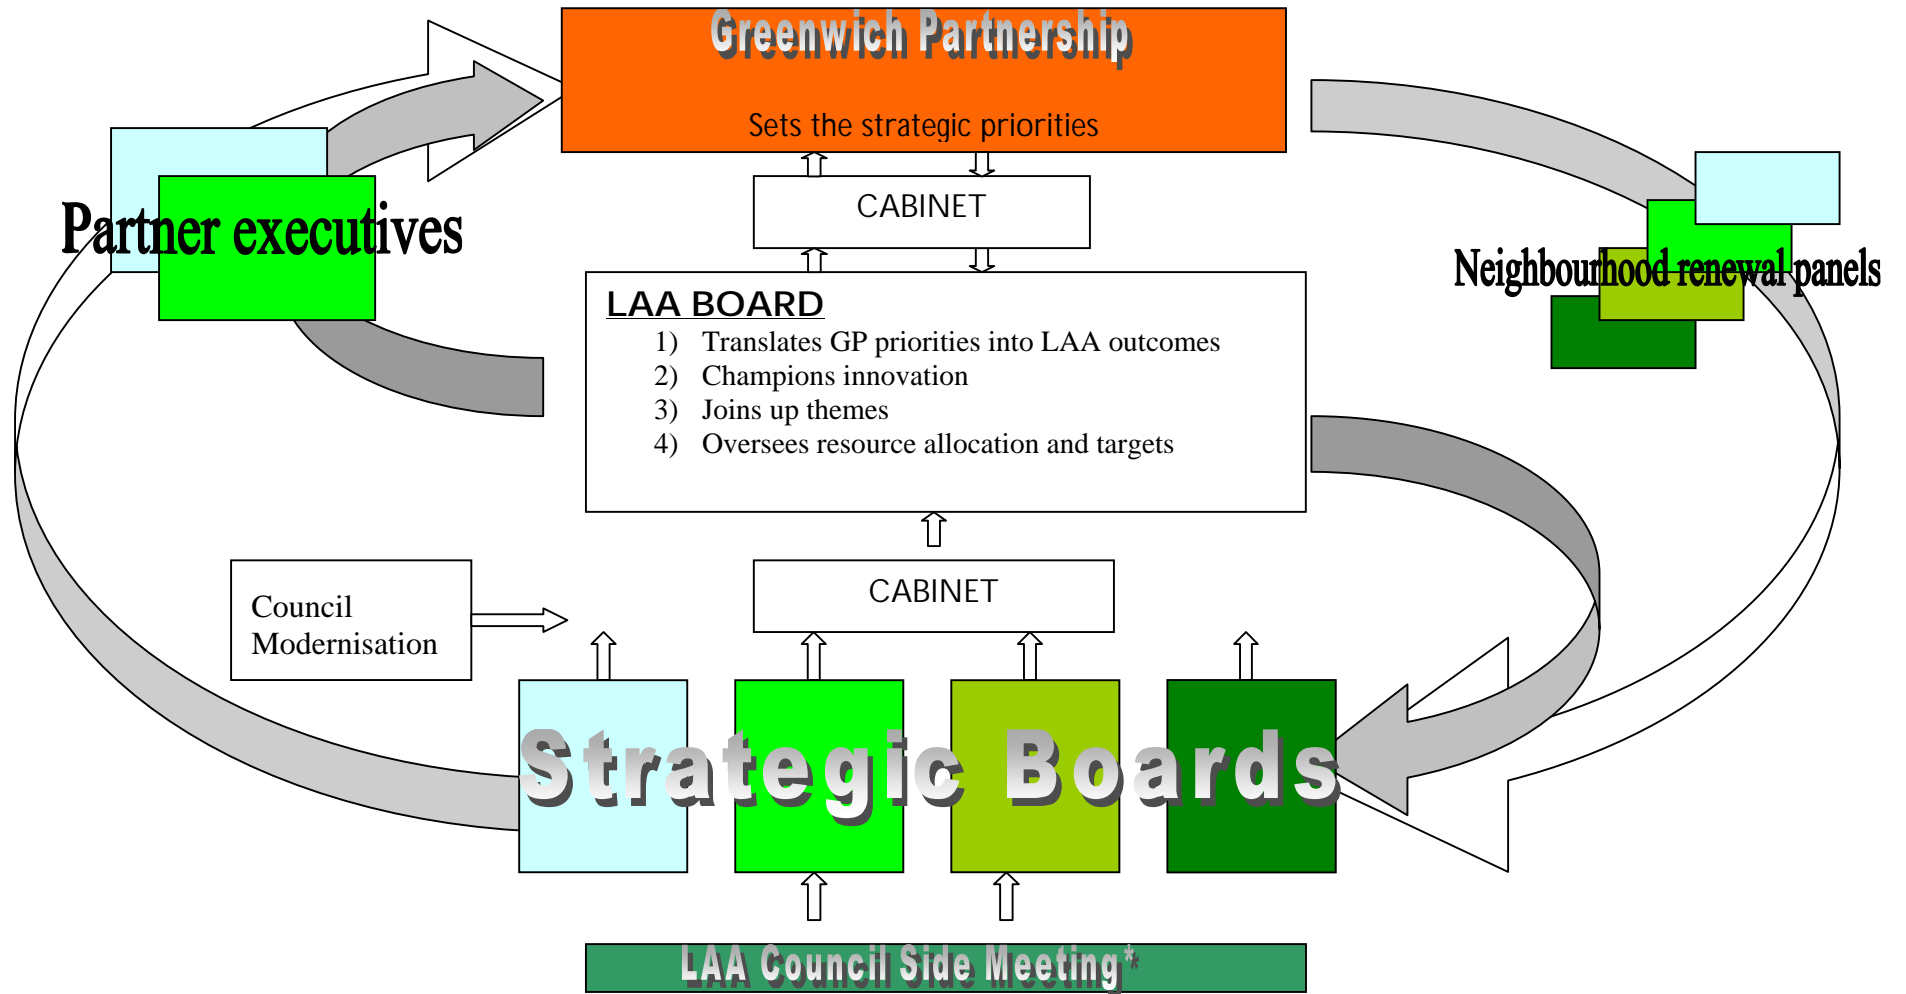 Greenwich Partnership
Sets the strategic priorities
CABINET
Partner executives
Neighbourhood renewal panels
LAA BOARD
1) Translates GP priorities into LAA outcomes
2) Champions innovation
3) Joins up themes
4) Oversees resource allocation and targets
CABINET
Council
Modernisation
Strategic Boards
LAA Council Side Meeting*